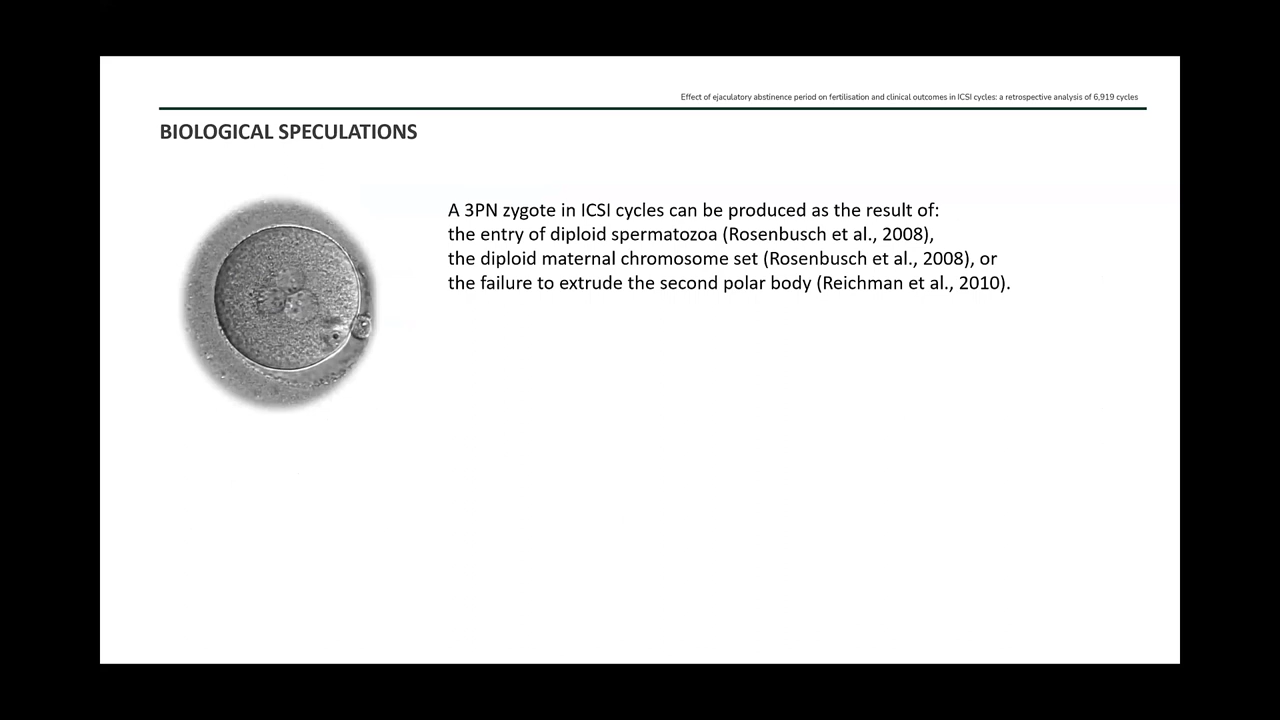 Effect of ejaculatory abstinence period on fertilisation and clinical outcomes in ICSI cycles: a retrospective analysis of 6,919 cycles
BIOLOGICAL SPECULATIONS
A 3PN zygote in ICSI cycles can be produced as the result of:
the entry of diploid spermatozoa (Rosenbusch et al., 2008),
the diploid maternal chromosome set (Rosenbusch et al., 2008), or
the failure to extrude the second polar body (Reichman et al., 2010).